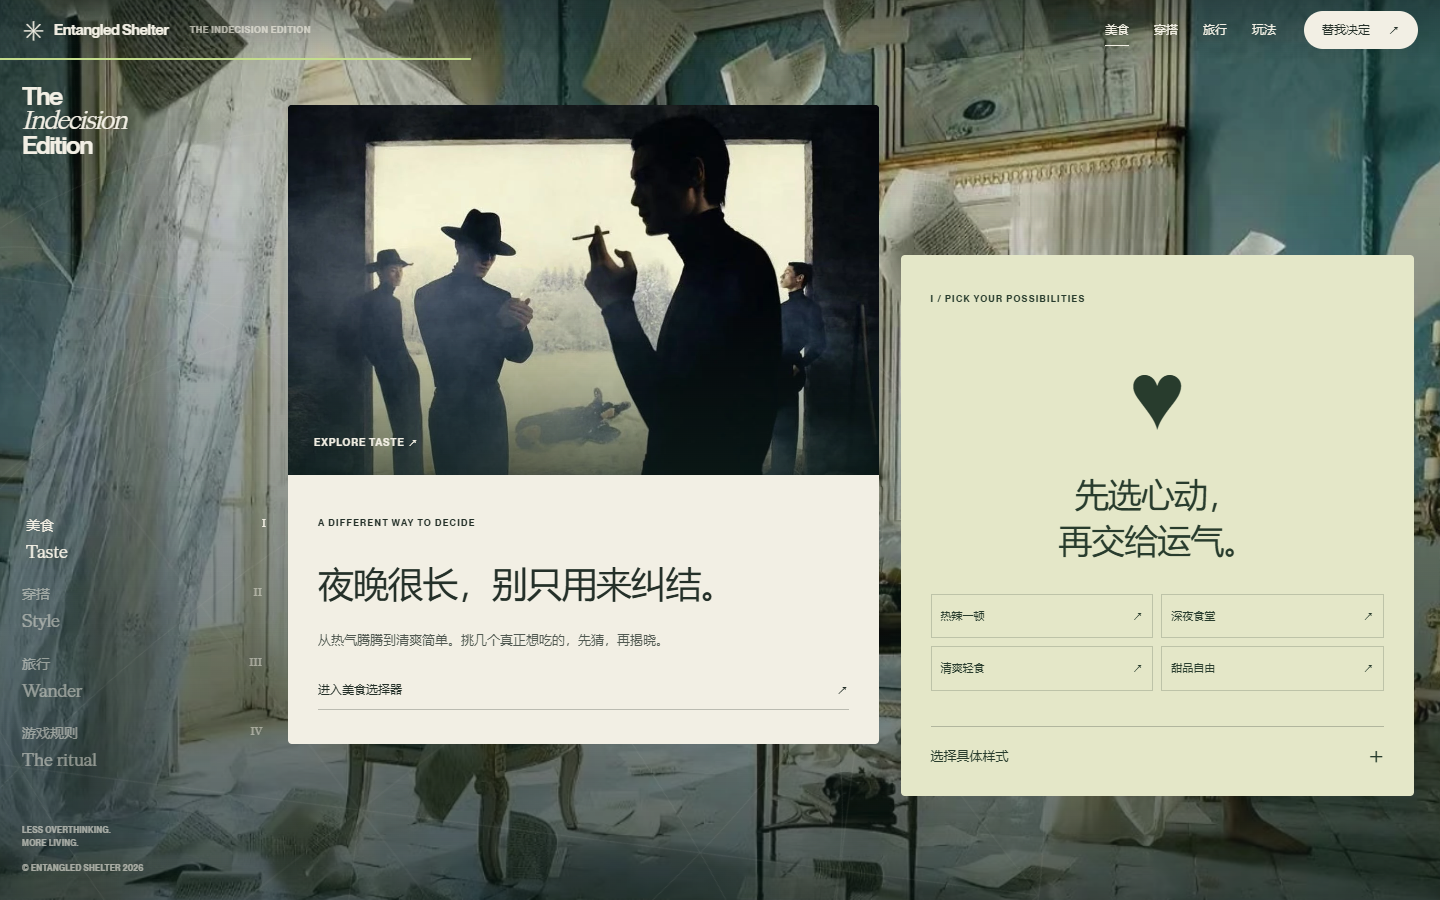 Entangled Shelter
THE INDECISION EDITION
美食
穿搭
旅行
玩法
替我决定 ↗
The
Indecision
Edition
EXPLORE TASTE ↗
A DIFFERENT WAY TO DECIDE
夜晚很长，别只用来纠结。
从热气腾腾到清爽简单。挑几个真正想吃的，先猜，再揭晓。
进入美食选择器 ↗
I / PICK YOUR POSSIBILITIES
先选心动，
再交给运气。
热辣一顿 ↗
深夜食堂 ↗
清爽轻食 ↗
甜品自由 ↗
选择具体样式 +
美食 I
Taste
穿搭 II
Style
旅行 III
Wander
游戏规则 IV
The ritual
LESS OVERTHINKING.
MORE LIVING.
© ENTANGLED SHELTER 2026